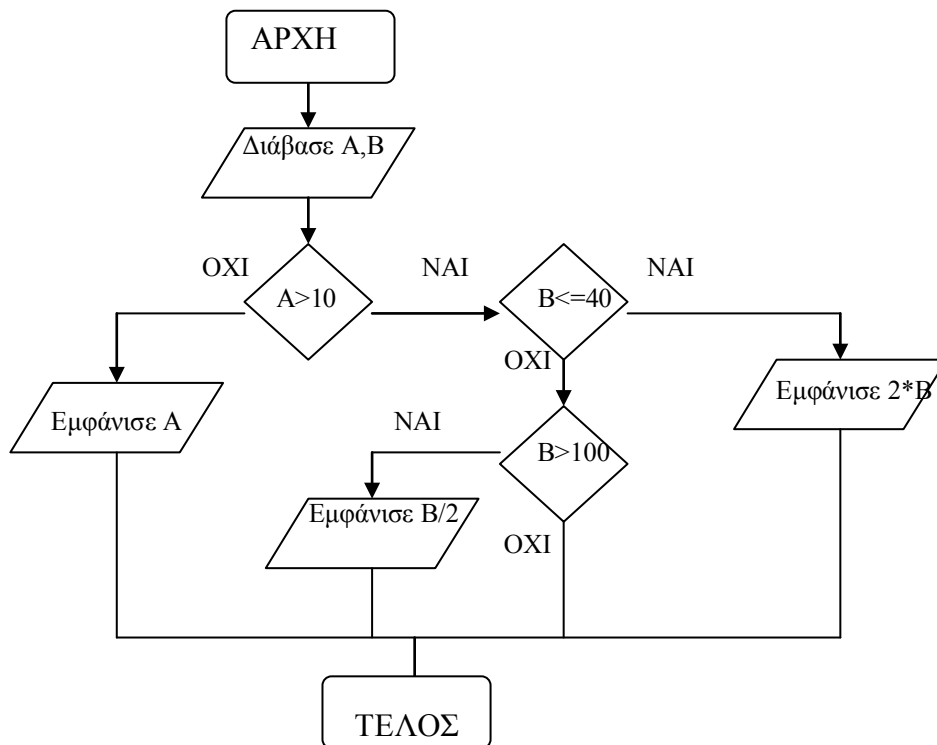 ΑΡΧΗ
Διάβασε Α,Β
ΟΧΙ
ΝΑΙ
ΝΑΙ
Α>10
Β<=40
ΟΧΙ
Εμφάνισε Α
Εμφάνισε 2*Β
ΝΑΙ
Β>100
Εμφάνισε Β/2
ΟΧΙ
ΤΕΛΟΣ